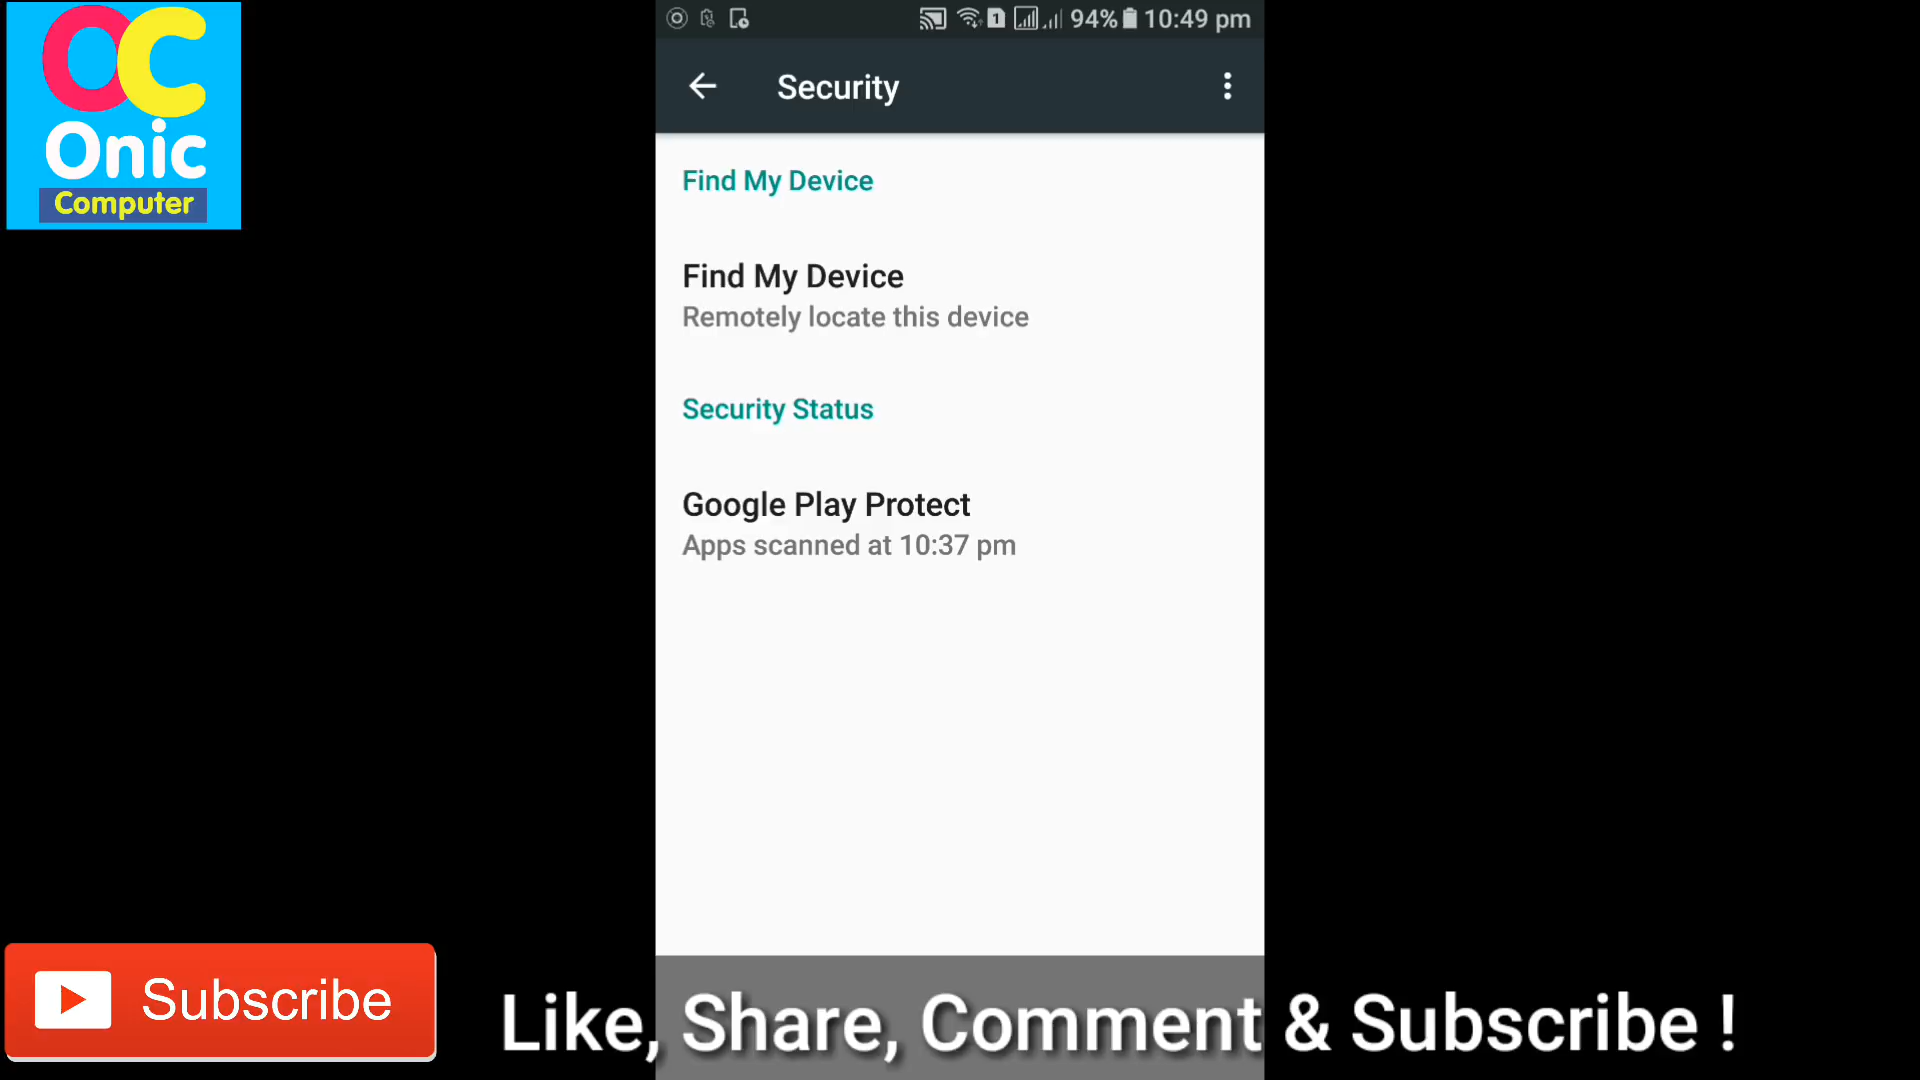 OC
Onic
Computer
1 94% 10:49 pm
Security
Find My Device
Find My Device
Remotely locate this device
Security Status
Google Play Protect
Apps scanned at 10:37 pm
Subscribe
Like, Share, Comment & Subscribe !